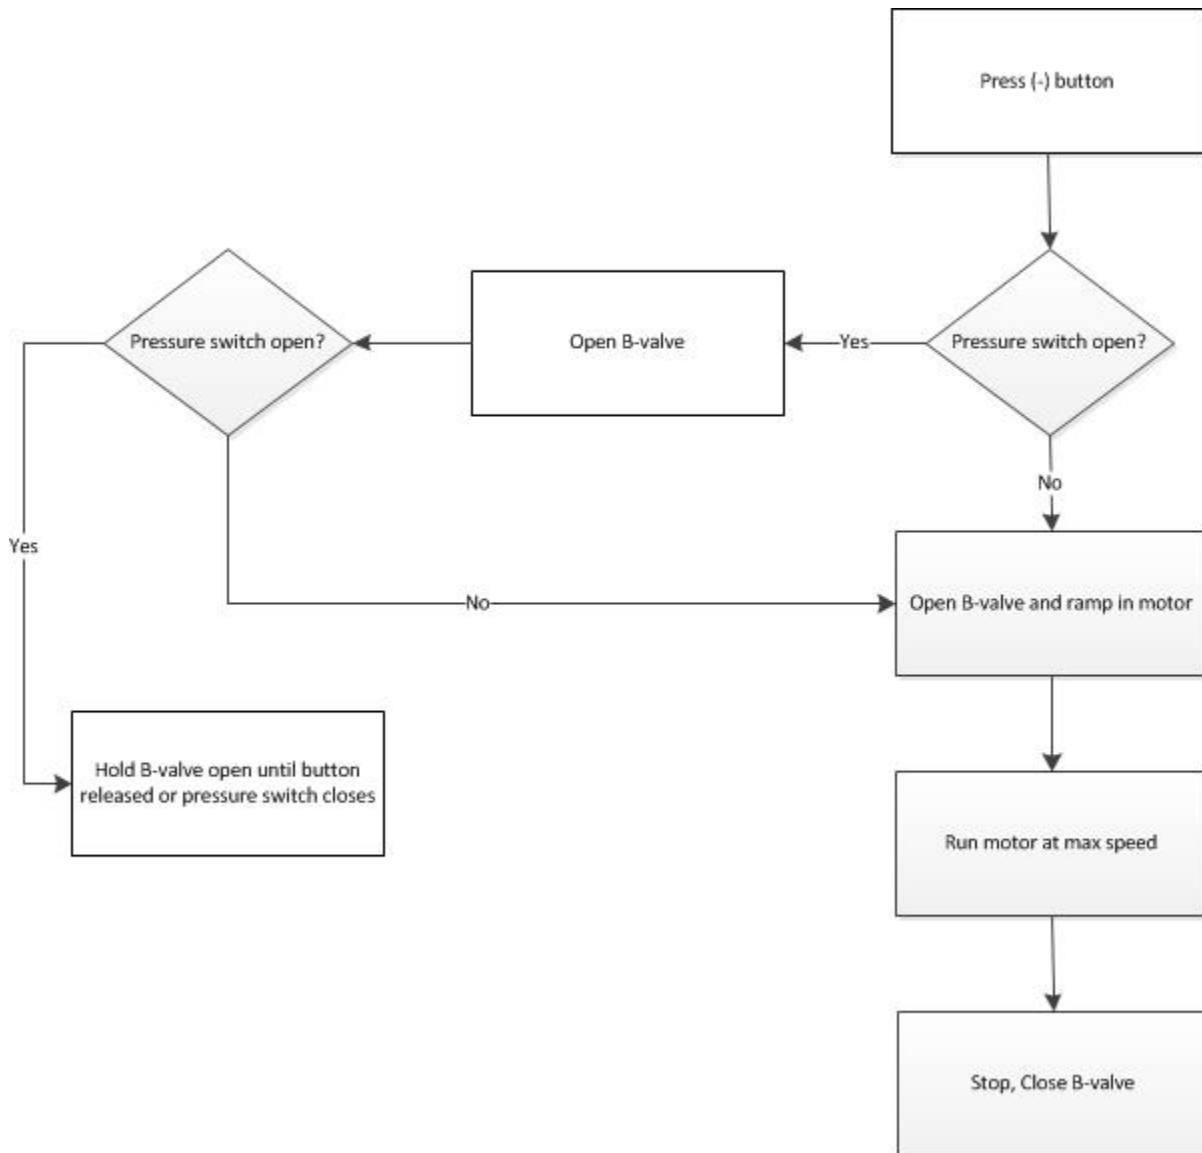 Press (-) button
Pressure switch open?
Yes
Open B-valve
Pressure switch open?
No
Yes
No
Open B-valve and ramp in motor
Hold B-valve open until button
released or pressure switch closes
Run motor at max speed
Stop, Close B-valve